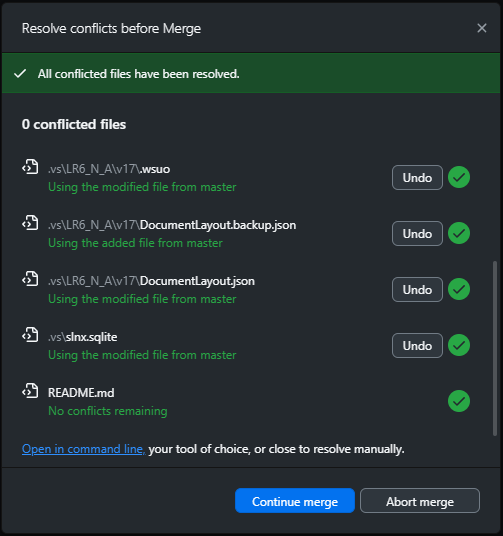 Resolve conflicts before Merge
All conflicted files have been resolved.
0 conflicted files
.vs\LR6_N_A\v17\.wsuo
Using the modified file from master
Undo
.vs\LR6_N_A\v17\DocumentLayout.backup.json
Using the added file from master
Undo
.vs\LR6_N_A\v17\DocumentLayout.json
Using the modified file from master
Undo
.vs\slnx.sqlite
Using the modified file from master
Undo
README.md
No conflicts remaining
Open in command line, your tool of choice, or close to resolve manually.
Continue merge
Abort merge